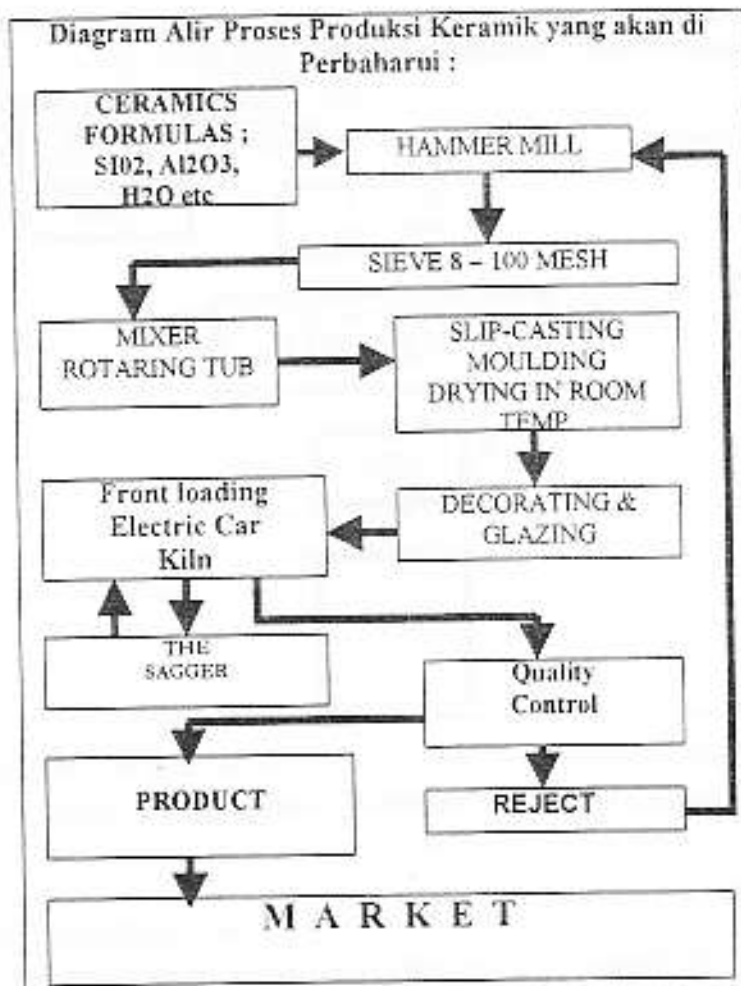 Diagram Alir Proses Produksi Keramik yang akan di
Perbaharui :
CERAMICS
FORMULAS ;
SI02, Al2O3,
H2O etc
HAMMER MILL
SIEVE 8 – 100 MESH
MIXER
ROTARING TUB
SLIP-CASTING
MOULDING
DRYING IN ROOM
TEMP
Front loading
Electric Car
Kiln
DECORATING &
GLAZING
THE
SAGGER
Quality
Control
PRODUCT
REJECT
MARKET